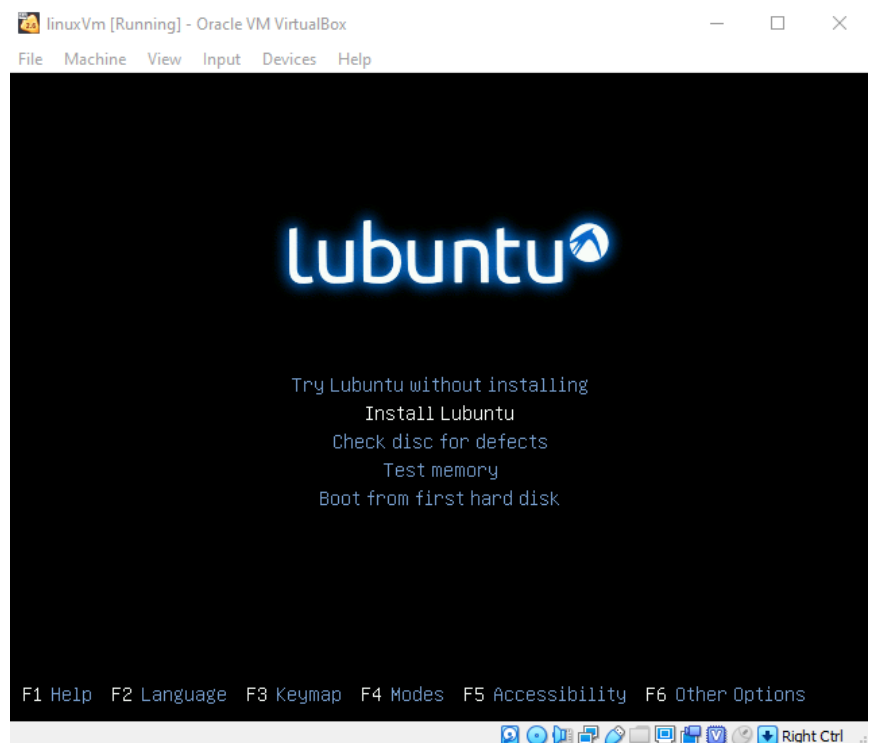 linuxVm [Running] - Oracle VM VirtualBox
File Machine View Input Devices Help
lubuntu
Try Lubuntu without installing
Install Lubuntu
Check disc for defects
Test memory
Boot from first hard disk
F1 Help F2 Language F3 Keymap F4 Modes F5 Accessibility F6 Other Options
Right Ctrl